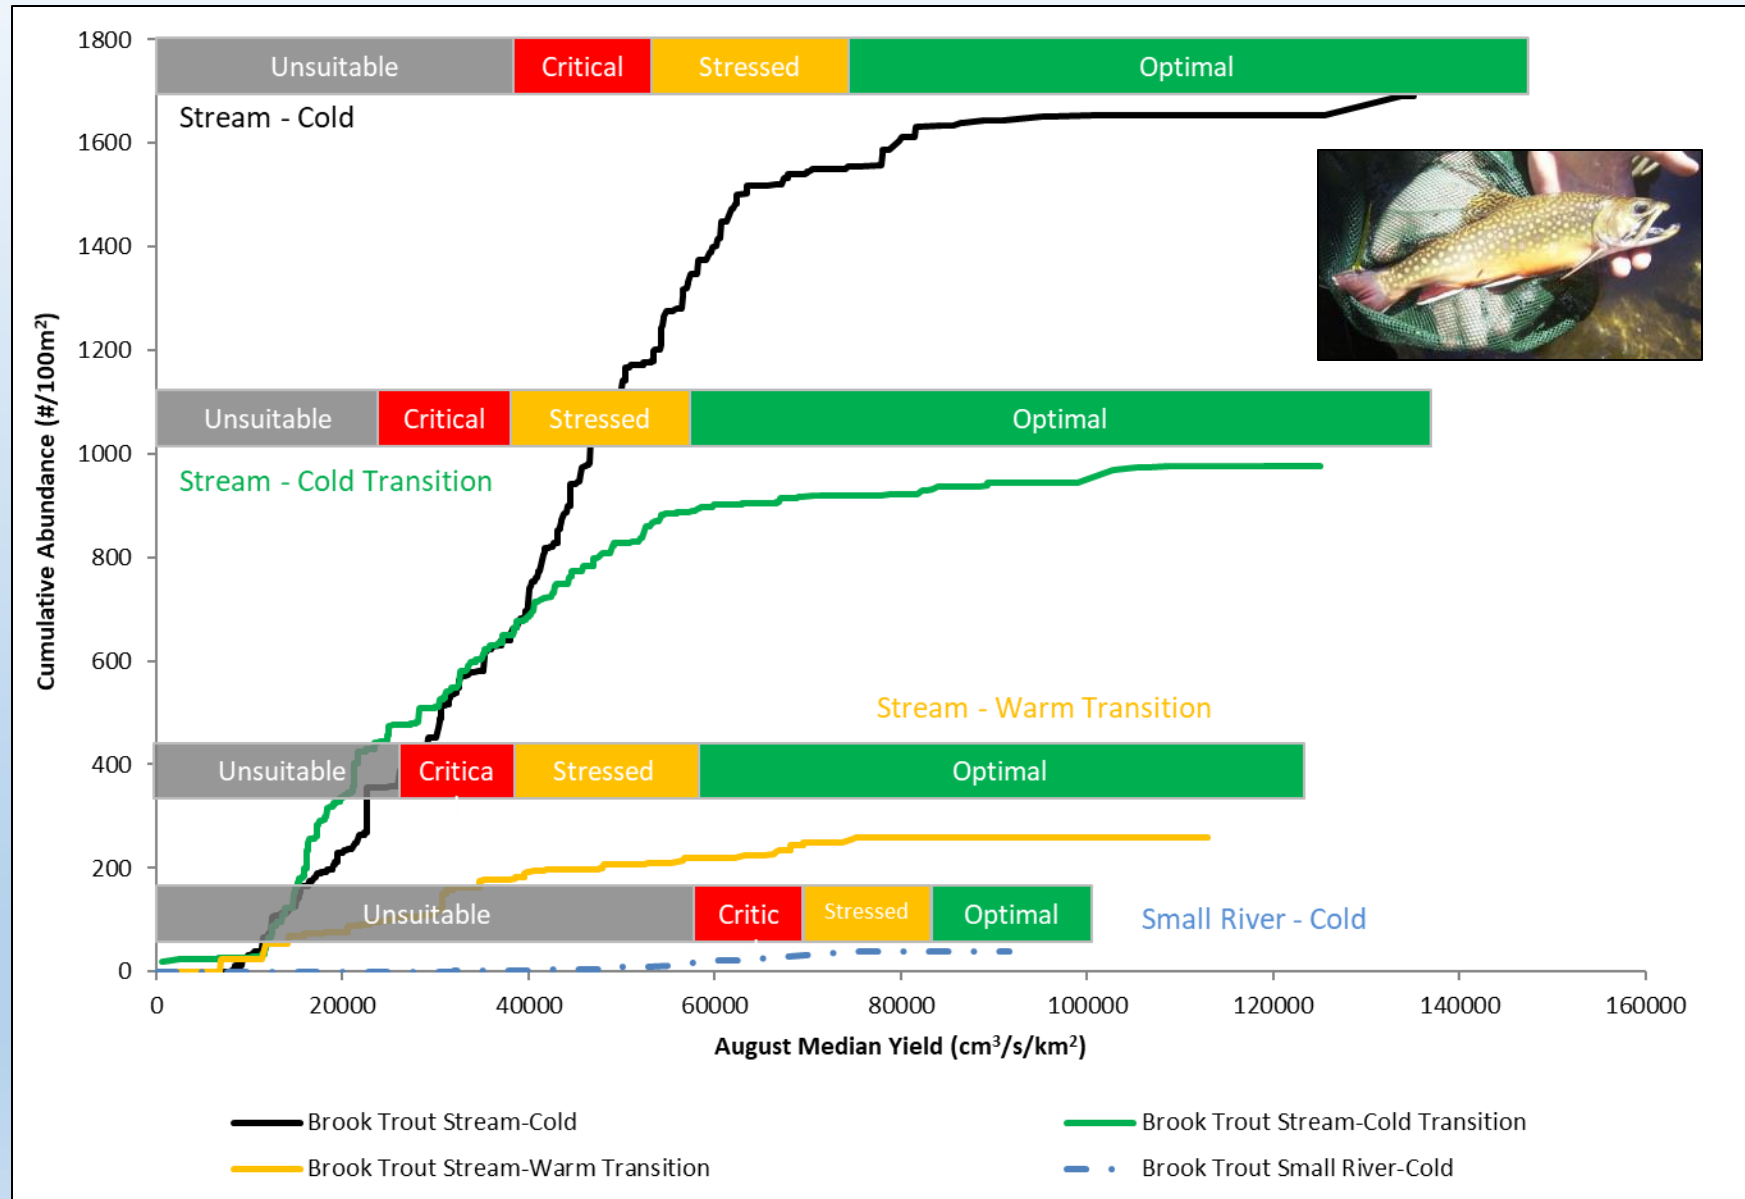 1800
Unsuitable Critical Stressed Optimal
Stream - Cold
1600
1400
1200
Unsuitable Critical Stressed Optimal
1000
Stream - Cold Transition
800
600
Stream - Warm Transition
400
Unsuitable Critica Stressed Optimal
200
Unsuitable Critic Stressed Optimal
Small River - Cold
0
Cumulative Abundance (#/100m²)
0 20000 40000 60000 80000 100000 120000 140000 160000
August Median Yield (cm³/s/km²)
Brook Trout Stream-Cold Brook Trout Stream-Cold Transition
Brook Trout Stream-Warm Transition Brook Trout Small River-Cold